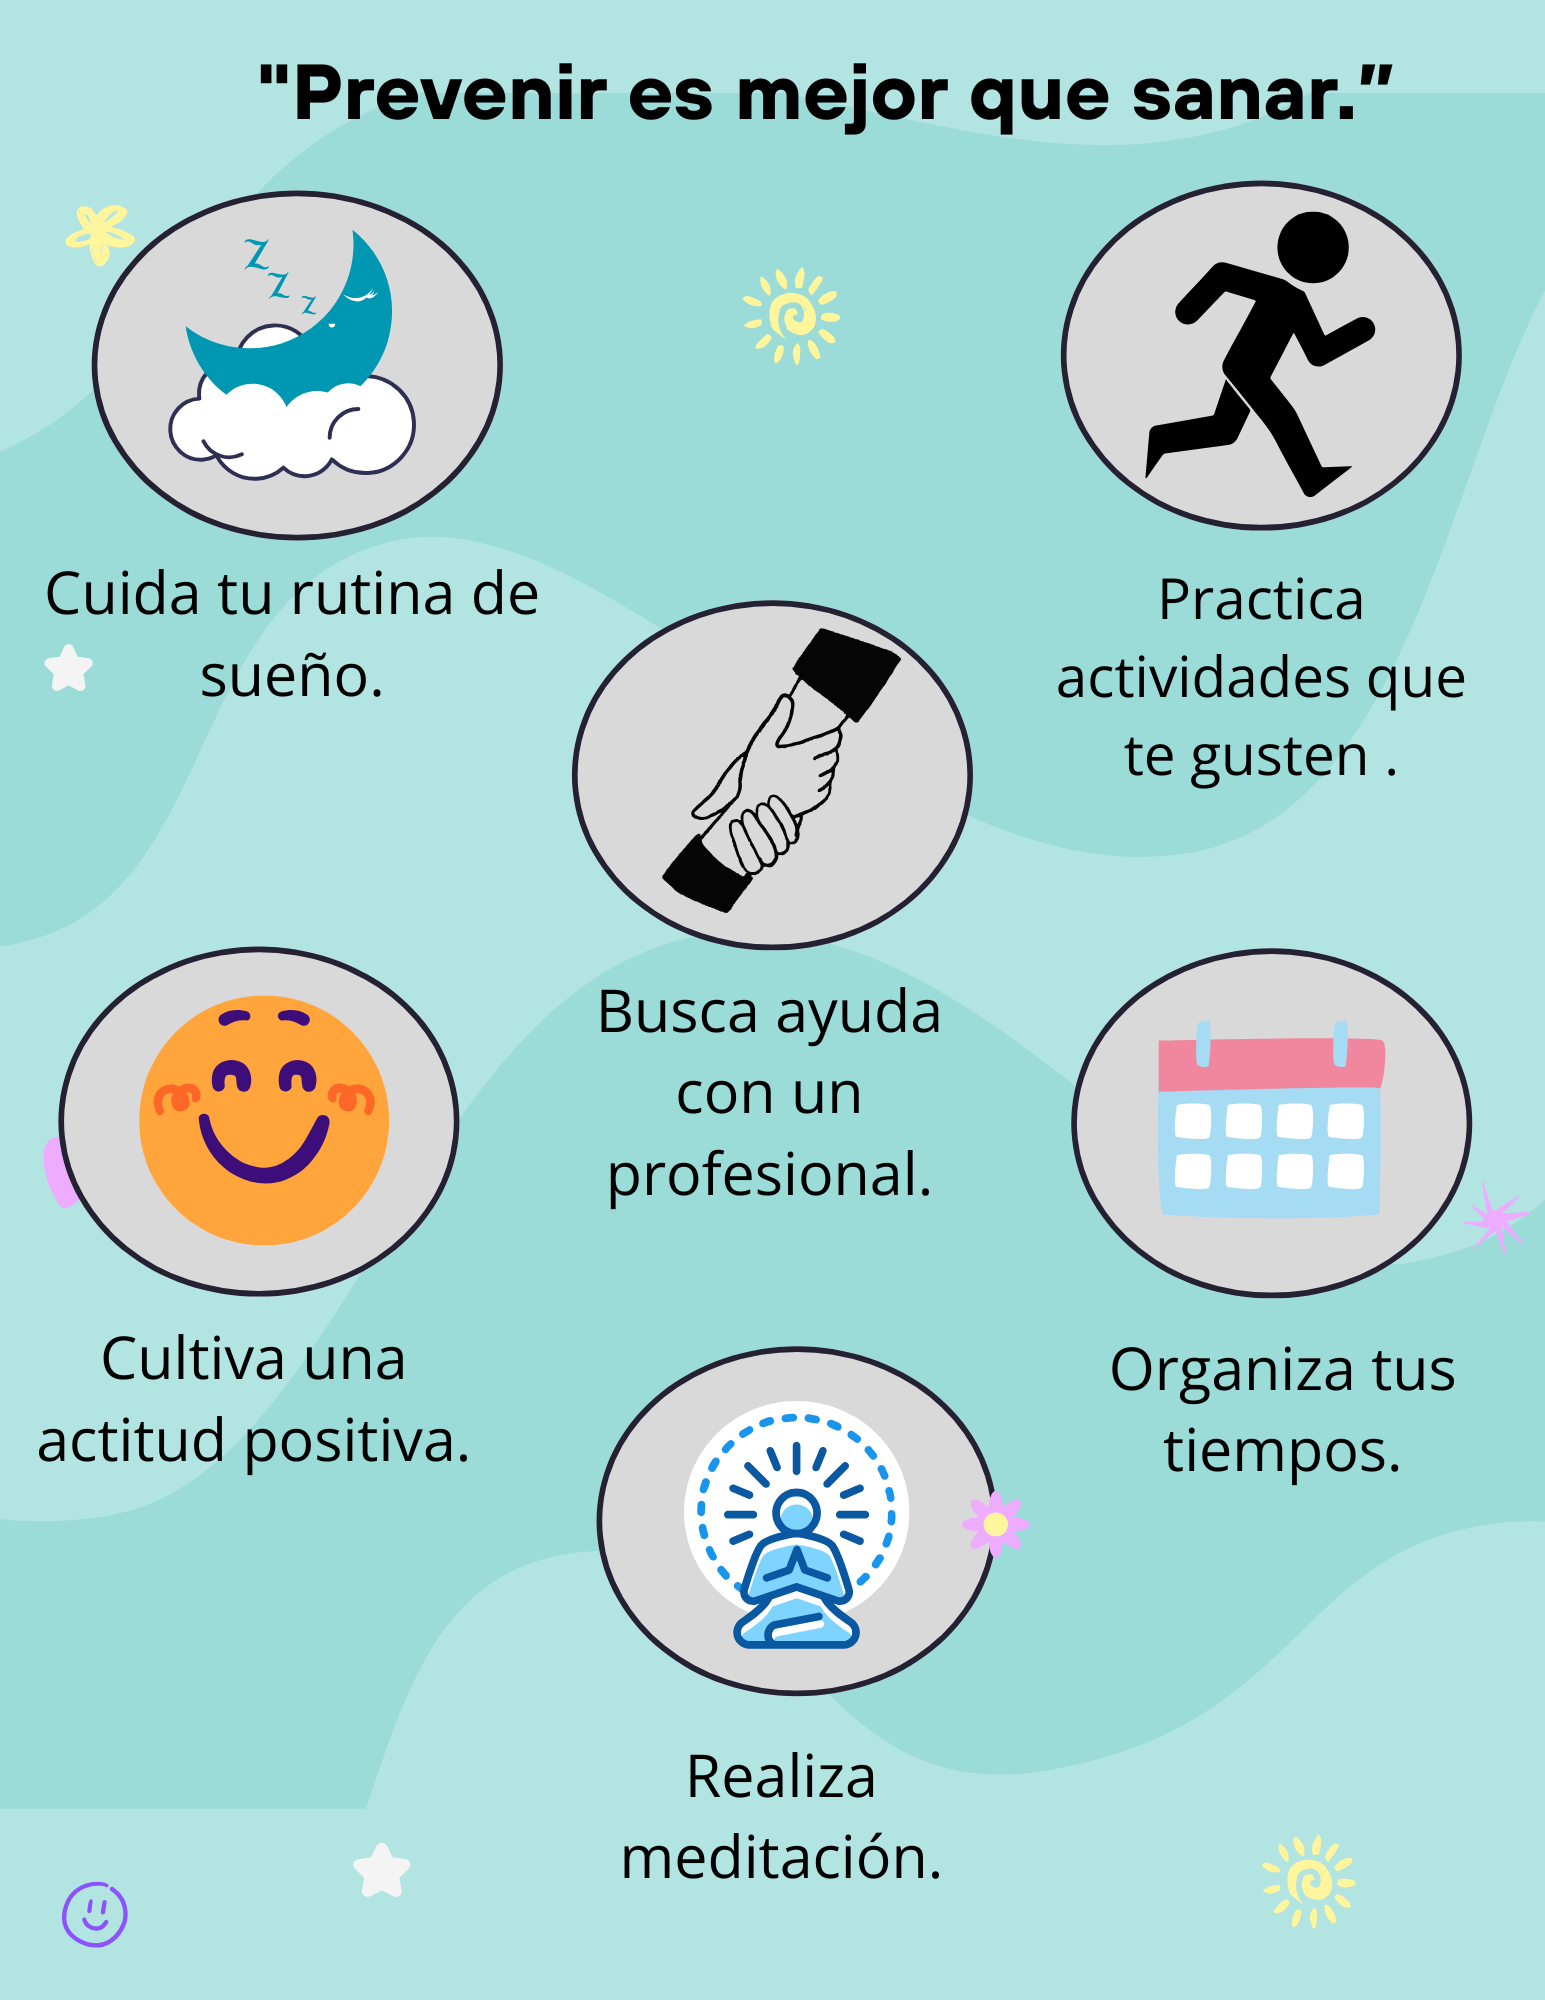 "Prevenir es mejor que sanar.”
z
z
z
Cuida tu rutina de
sueño.
Practica
actividades que
te gusten .
Busca ayuda
con un
profesional.
Cultiva una
actitud positiva.
Organiza tus
tiempos.
Realiza
meditación.